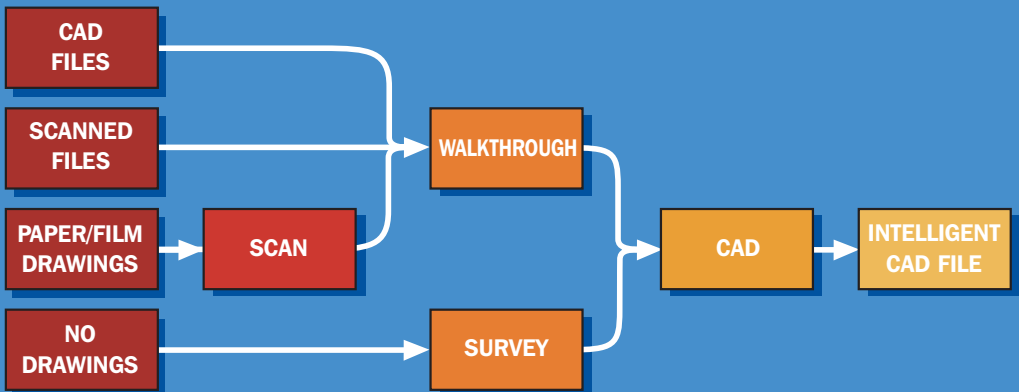 CAD
FILES
SCANNED
FILES
WALKTHROUGH
PAPER/FILM
DRAWINGS
SCAN
CAD
INTELLIGENT
CAD FILE
NO
DRAWINGS
SURVEY